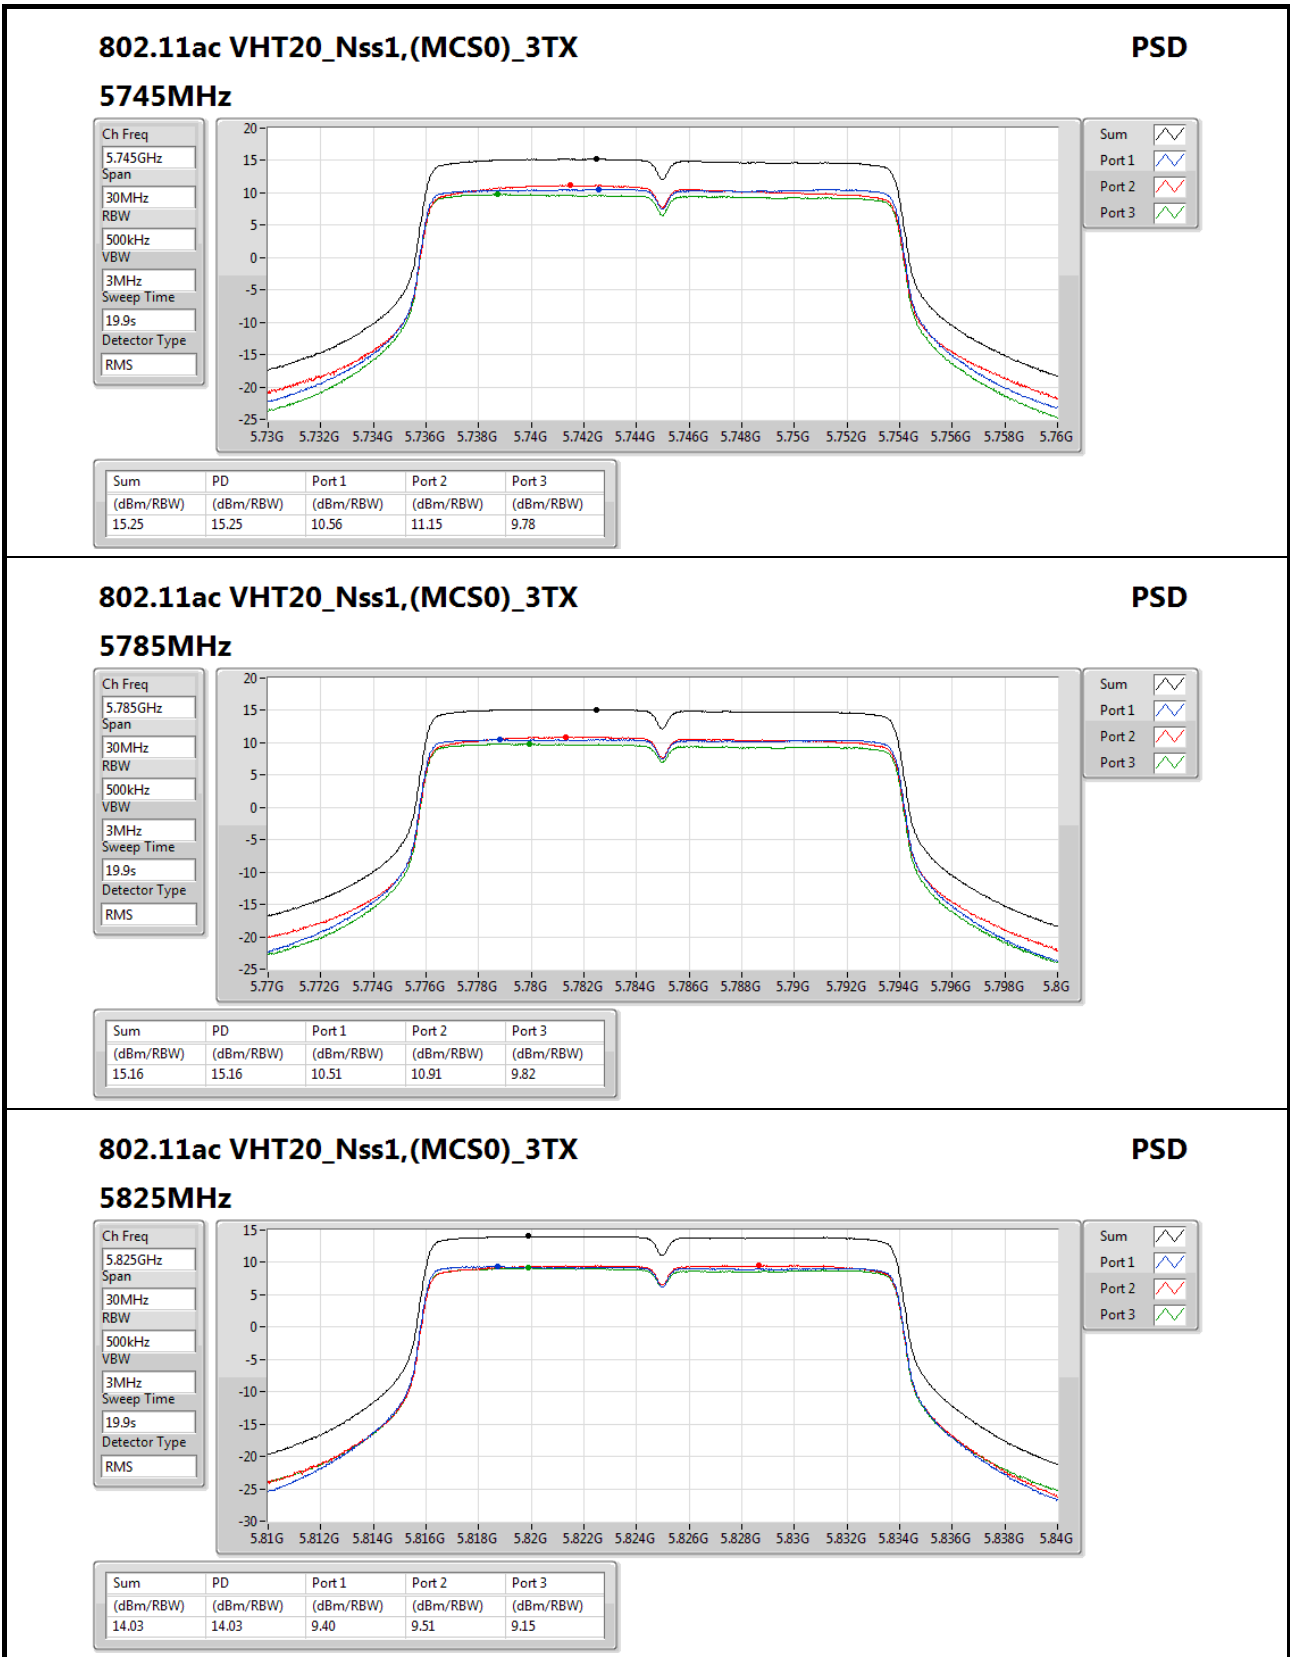 802.11ac VHT20_Nss1,(MCS0)_3TX PSD
5745MHz
Ch Freq
5.745GHz
Span
30MHz
RBW
500kHz
VBW
3MHz
Sweep Time
19.9s
Detector Type
RMS
20
15
10
5
0
-5
-10
-15
-20
-25
5.73G 5.732G 5.734G 5.736G 5.738G 5.74G 5.742G 5.744G 5.746G 5.748G 5.75G 5.752G 5.754G 5.756G 5.758G 5.76G
Sum
Port 1
Port 2
Port 3
Sum PD Port 1 Port 2 Port 3
(dBm/RBW) (dBm/RBW) (dBm/RBW) (dBm/RBW) (dBm/RBW)
15.25 15.25 10.56 11.15 9.78
802.11ac VHT20_Nss1,(MCS0)_3TX PSD
5785MHz
Ch Freq
5.785GHz
Span
30MHz
RBW
500kHz
VBW
3MHz
Sweep Time
19.9s
Detector Type
RMS
20
15
10
5
0
-5
-10
-15
-20
-25
5.77G 5.772G 5.774G 5.776G 5.778G 5.78G 5.782G 5.784G 5.786G 5.788G 5.79G 5.792G 5.794G 5.796G 5.798G 5.8G
Sum
Port 1
Port 2
Port 3
Sum PD Port 1 Port 2 Port 3
(dBm/RBW) (dBm/RBW) (dBm/RBW) (dBm/RBW) (dBm/RBW)
15.16 15.16 10.51 10.91 9.82
802.11ac VHT20_Nss1,(MCS0)_3TX PSD
5825MHz
Ch Freq
5.825GHz
Span
30MHz
RBW
500kHz
VBW
3MHz
Sweep Time
19.9s
Detector Type
RMS
15
10
5
0
-5
-10
-15
-20
-25
-30
5.81G 5.812G 5.814G 5.816G 5.818G 5.82G 5.822G 5.824G 5.826G 5.828G 5.83G 5.832G 5.834G 5.836G 5.838G 5.84G
Sum
Port 1
Port 2
Port 3
Sum PD Port 1 Port 2 Port 3
(dBm/RBW) (dBm/RBW) (dBm/RBW) (dBm/RBW) (dBm/RBW)
14.03 14.03 9.40 9.51 9.15